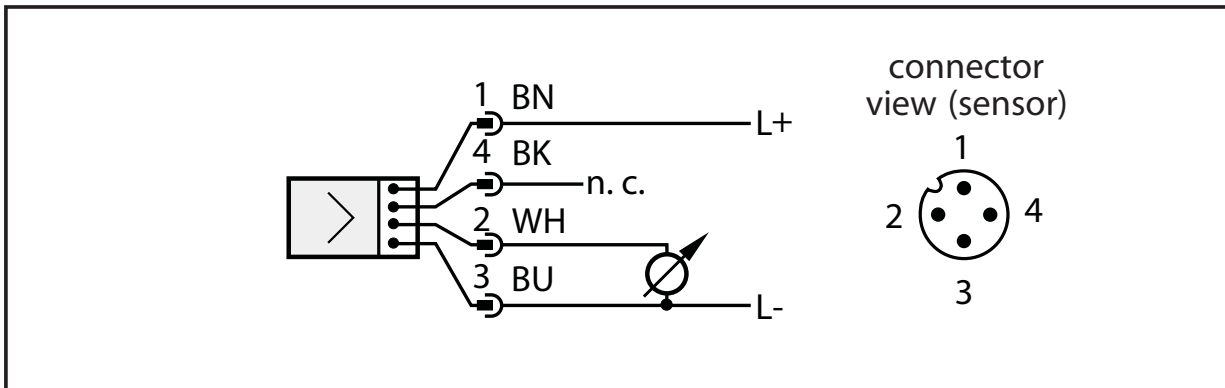 connector
view (sensor)
1 BN
L+
4 BK
n. c.
2 WH
3 BU
L-
1
2
4
3